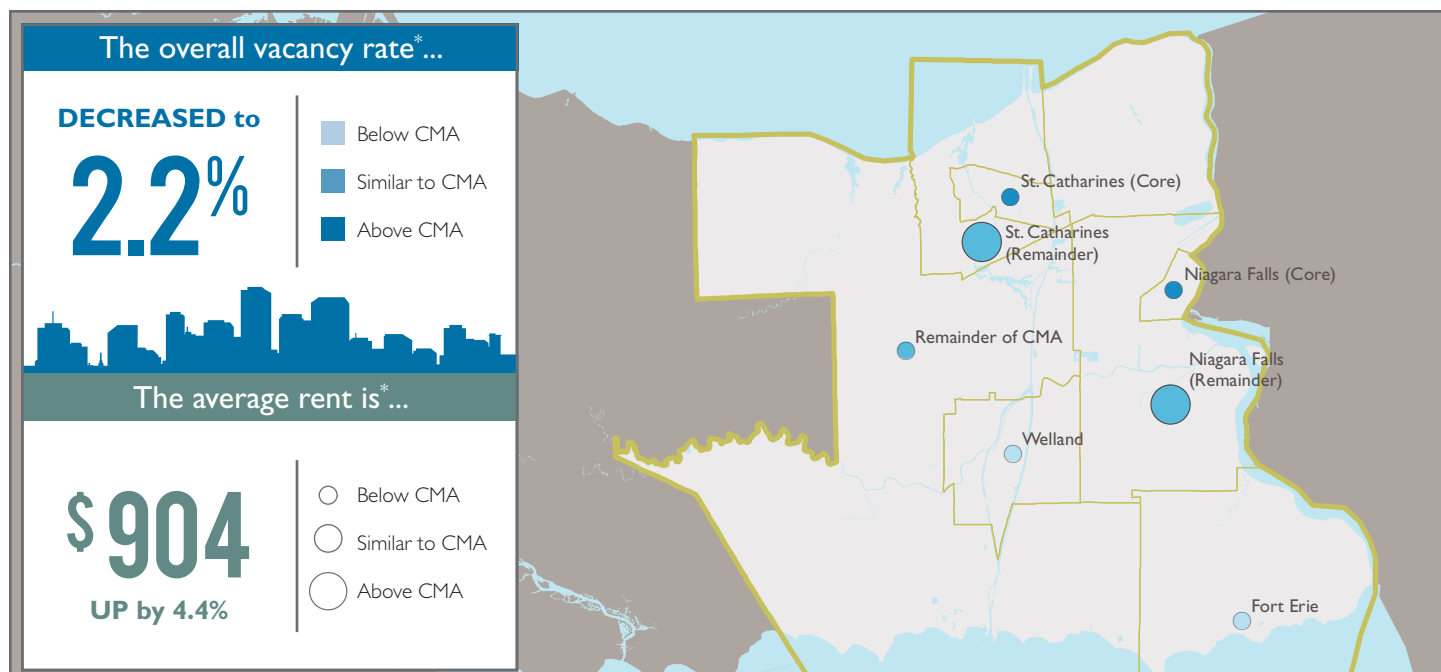 The overall vacancy rate*...
DECREASED to
2.2%
Below CMA
Similar to CMA
Above CMA
The average rent is*...
$904
UP by 4.4%
Below CMA
Similar to CMA
Above CMA
St. Catharines (Core)
St. Catharines
(Remainder)
Niagara Falls (Core)
Remainder of CMA
Niagara Falls
(Remainder)
Welland
Fort Erie